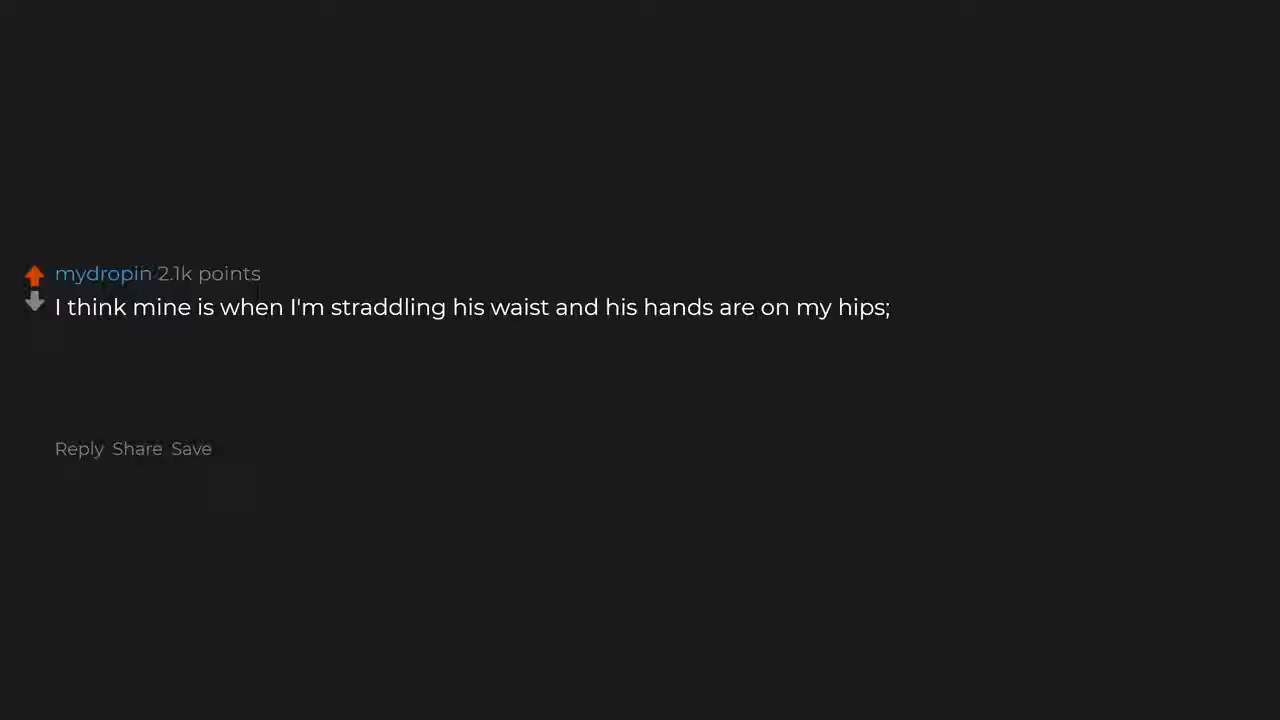 mydropin 2.1k points
I think mine is when I'm straddling his waist and his hands are on my hips;
Reply Share Save